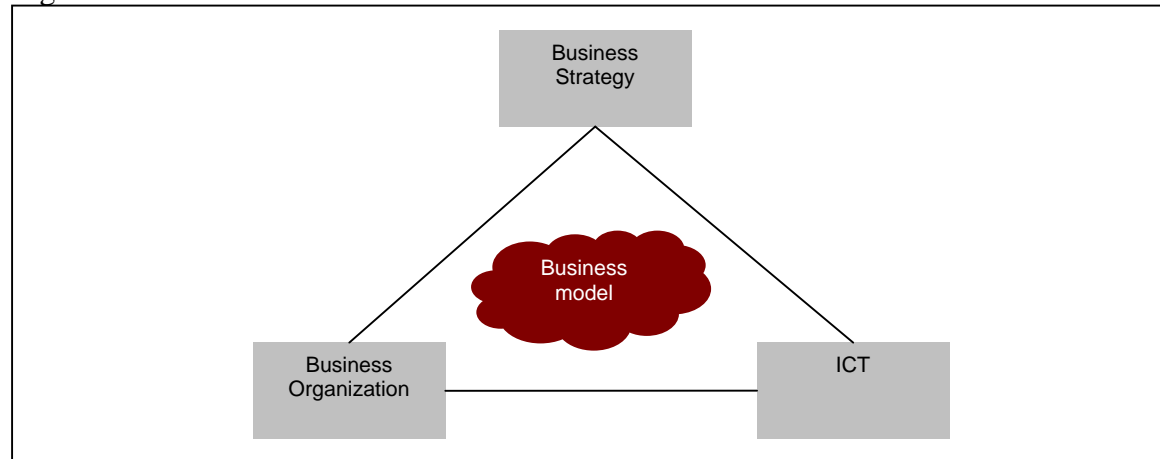 Business
Strategy
Business
model
Business
Organization
ICT